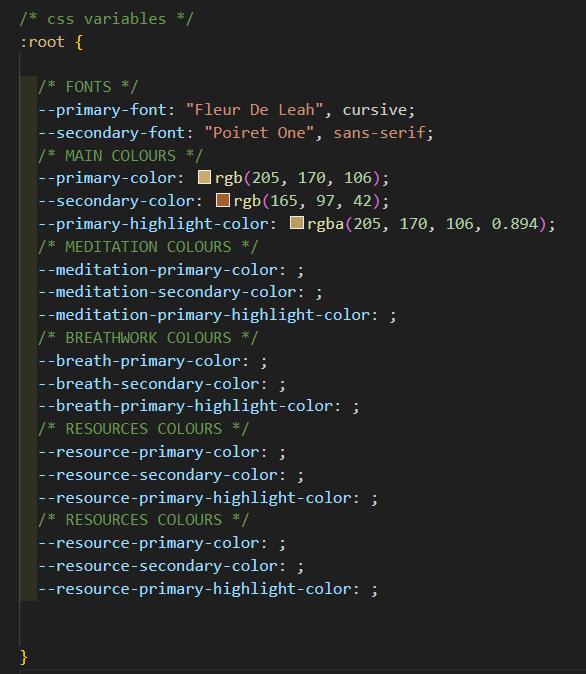 /* css variables */
:root {
/* FONTS */
--primary-font: "Fleur De Leah", cursive;
--secondary-font: "Poiret One", sans-serif;
/* MAIN COLOURS */
--primary-color: rgb(205, 170, 106);
--secondary-color: rgb(165, 97, 42);
--primary-highlight-color: rgba(205, 170, 106, 0.894);
/* MEDITATION COLOURS */
--meditation-primary-color: ;
--meditation-secondary-color: ;
--meditation-primary-highlight-color: ;
/* BREATHWORK COLOURS */
--breath-primary-color: ;
--breath-secondary-color: ;
--breath-primary-highlight-color: ;
/* RESOURCES COLOURS */
--resource-primary-color: ;
--resource-secondary-color: ;
--resource-primary-highlight-color: ;
/* RESOURCES COLOURS */
--resource-primary-color: ;
--resource-secondary-color: ;
--resource-primary-highlight-color: ;
}